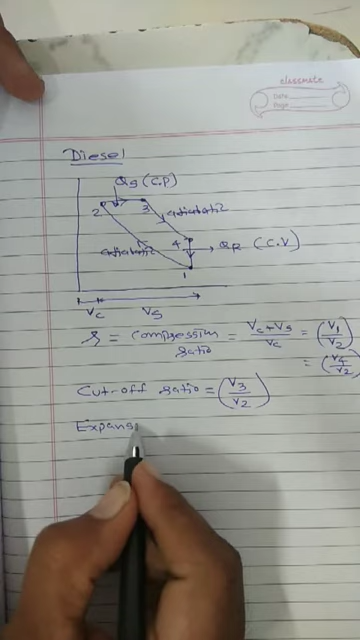 classmate
Date
Page
Diesel
Qs (C.P)
2 3 adiabatic
adiabatic 4 → QR (C.V)
1
Vc Vs
r = compression ratio = Vc+Vs/Vc = (V1/V2)
= (V4/V2)
Cut-off ratio = (V3/V2)
Expans